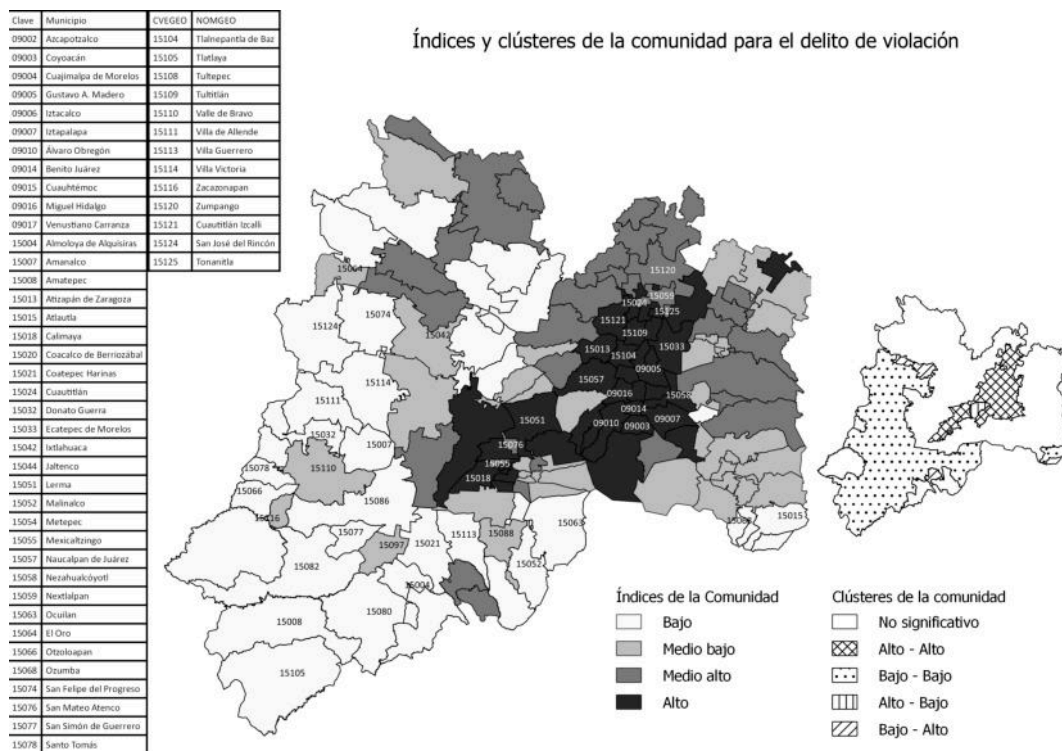 Índices y clústeres de la comunidad para el delito de violación
Clave Municipio
09002 Azcapotzalco
09003 Coyoacán
09004 Cuajimalpa de Morelos
09005 Gustavo A. Madero
09006 Iztacalco
09007 Iztapalapa
09010 Álvaro Obregón
09014 Benito Juárez
09015 Cuauhtémoc
09016 Miguel Hidalgo
09017 Venustiano Carranza
15004 Almoloya de Alquisiras
15007 Amanalco
15008 Amatepec
15013 Atizapán de Zaragoza
15015 Atlautla
15018 Calimaya
15020 Coacalco de Berriozábal
15021 Coatepec Harinas
15024 Cuautitlán
15032 Donato Guerra
15033 Ecatepec de Morelos
15042 Ixtlahuaca
15044 Jaltenco
15051 Lerma
15052 Malinalco
15054 Metepec
15055 Mexicaltzingo
15057 Naucalpan de Juárez
15058 Nezahualcóyotl
15059 Nextlalpan
15063 Ocuilan
15064 El Oro
15066 Otzoloapan
15068 Ozumba
15074 San Felipe del Progreso
15076 San Mateo Atenco
15077 San Simón de Guerrero
15078 Santo Tomás
CVEGEO NOMGEO
15104 Tlalnepantla de Baz
15105 Tlatlaya
15108 Tultepec
15109 Tultitlán
15110 Valle de Bravo
15111 Villa de Allende
15113 Villa Guerrero
15114 Villa Victoria
15116 Zacazonapan
15120 Zumpango
15121 Cuautitlán Izcalli
15124 San José del Rincón
15125 Tonanitla
15064
15120
15059
15024
15125
15074
15124
15121
15042
15109
15013
15033
15104
09005
15057
15114
09016
15058
15111
09014
15051
09010
09003
09007
15032
15007
15076
15078
15110
15055
15018
15066
15086
15116
15063
15068
15015
15077
15097
15021
15113
15088
15082
15052
15004
15008
15080
15105
Índices de la Comunidad
Bajo
Medio bajo
Medio alto
Alto
Clústeres de la comunidad
No significativo
Alto - Alto
Bajo - Bajo
Alto - Bajo
Bajo - Alto